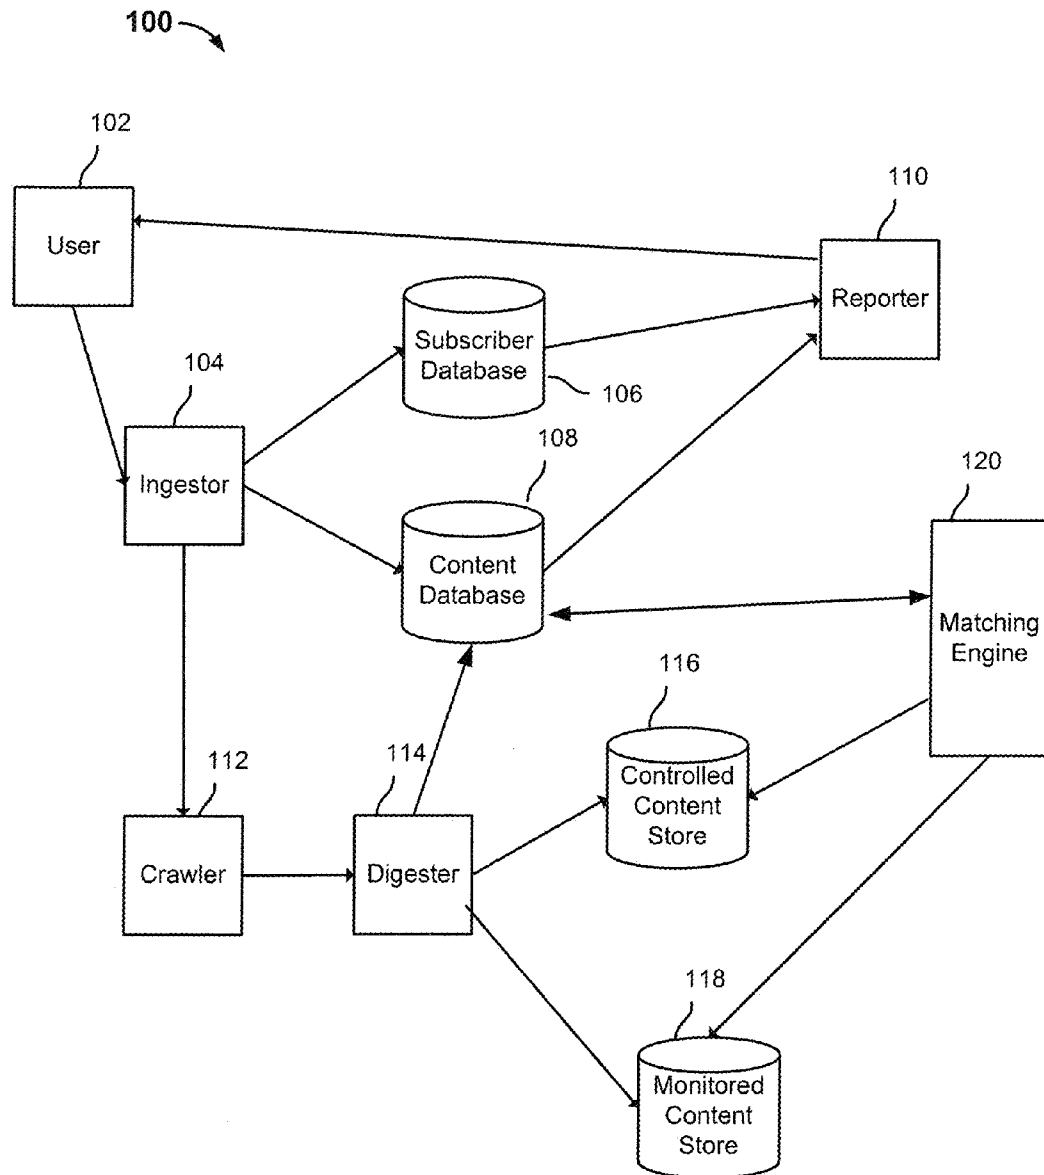 100
102
User
110
Reporter
Subscriber
Database
106
104
Ingestor
108
Content
Database
120
Matching
Engine
116
Controlled
Content
Store
112
Crawler
114
Digester
118
Monitored
Content
Store